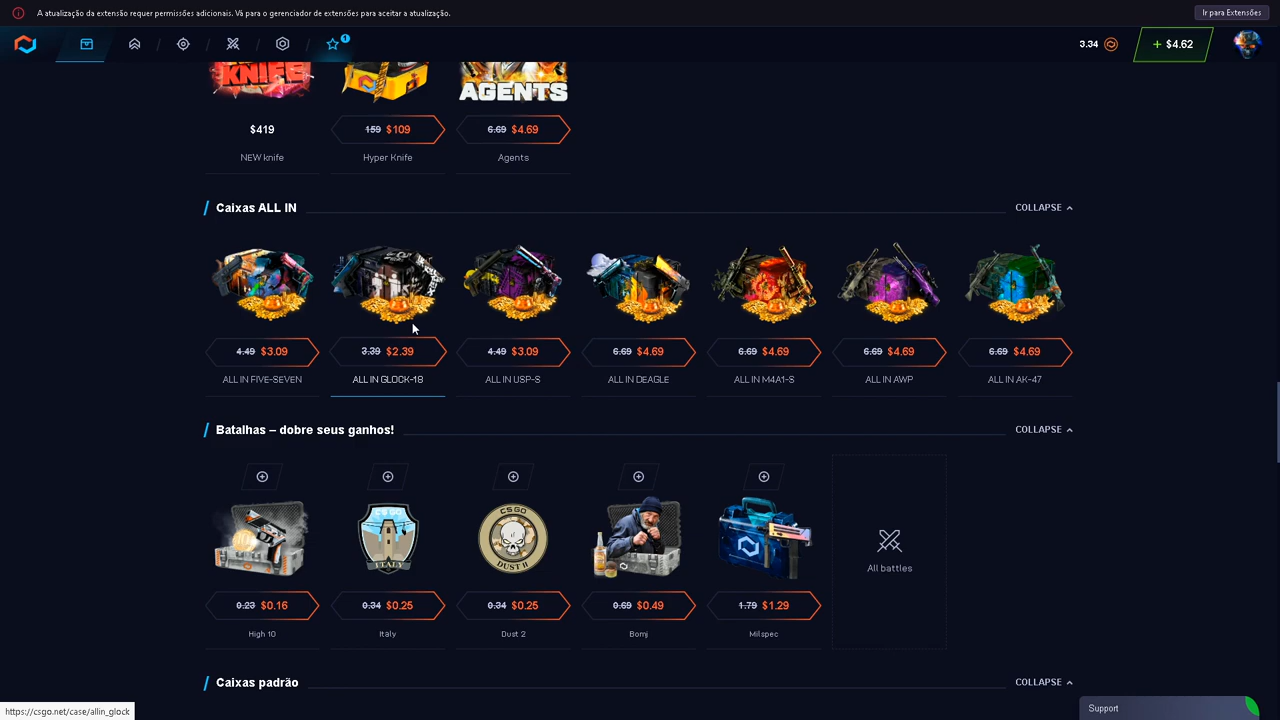 A atualização da extensão requer permissões adicionais. Vá para o gerenciador de extensões para aceitar a atualização.
Ir para Extensões
1
3.34
+ $4.62
KNIFE
AGENTS
$419
159 $109
6.69 $4.69
NEW knife
Hyper Knife
Agents
Caixas ALL IN
COLLAPSE
4.49 $3.09
3.39 $2.39
4.49 $3.09
6.69 $4.69
6.69 $4.69
6.69 $4.69
6.69 $4.69
ALL IN FIVE-SEVEN
ALL IN GLOCK-18
ALL IN USP-S
ALL IN DEAGLE
ALL IN M4A1-S
ALL IN AWP
ALL IN AK-47
Batalhas – dobre seus ganhos!
COLLAPSE
ITALY
CSGO
DUST II
All battles
0.23 $0.16
0.34 $0.25
0.34 $0.25
0.69 $0.49
1.79 $1.29
High 10
Italy
Dust 2
Bomj
Milspec
Caixas padrão
COLLAPSE
https://csgo.net/case/allin_glock
Support